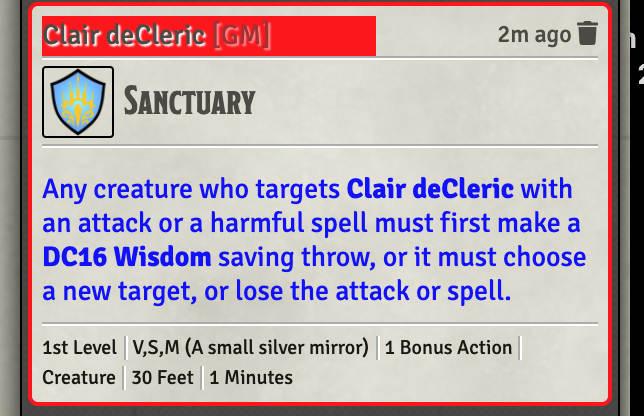 Clair deCleric [GM]
2m ago
SANCTUARY
Any creature who targets Clair deCleric with
an attack or a harmful spell must first make a
DC16 Wisdom saving throw, or it must choose
a new target, or lose the attack or spell.
1st Level | V,S,M (A small silver mirror) | 1 Bonus Action |
Creature | 30 Feet | 1 Minutes